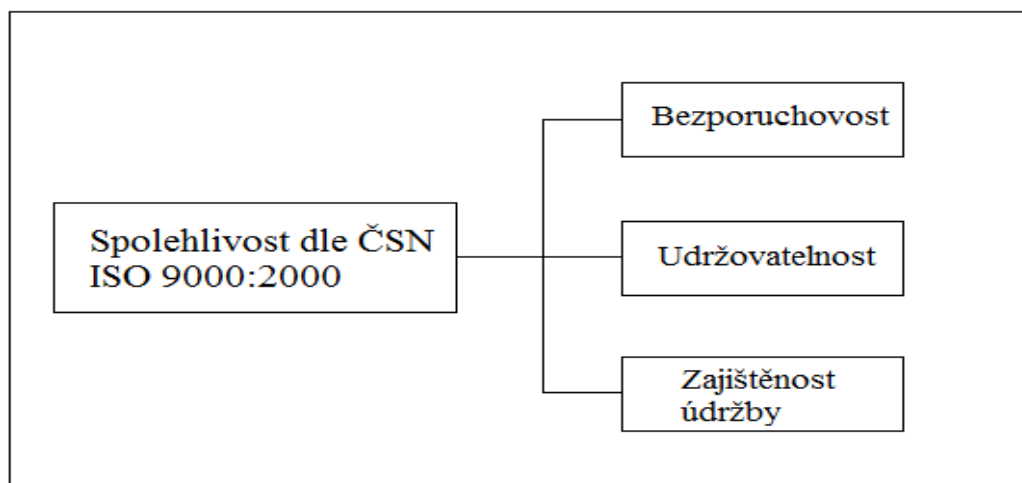 Bezporuchovost
Spolehlivost dle ČSN
ISO 9000:2000
Udržovatelnost
Zajištěnost
údržby